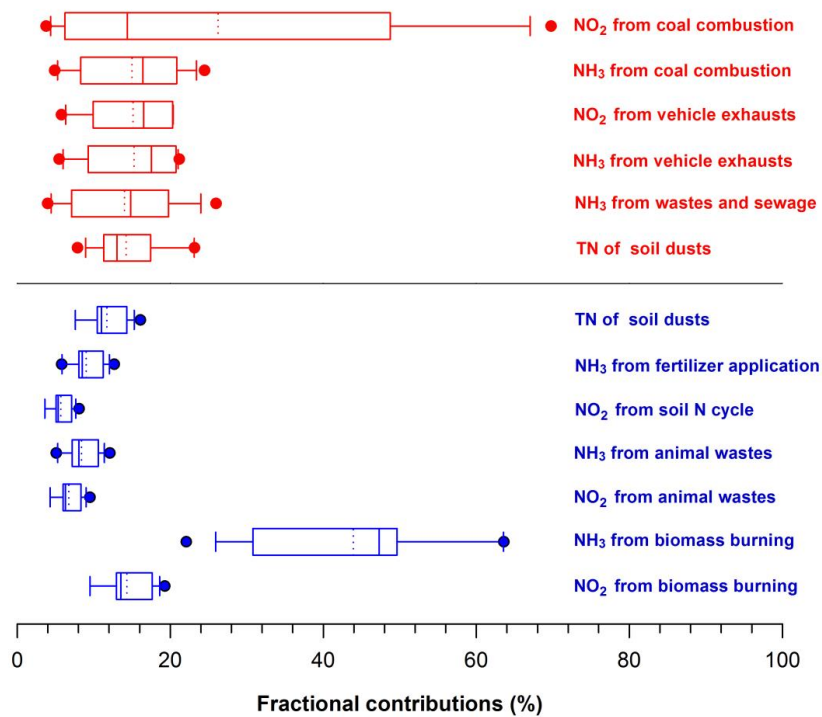 NO₂ from coal combustion
NH₃ from coal combustion
NO₂ from vehicle exhausts
NH₃ from vehicle exhausts
NH₃ from wastes and sewage
TN of soil dusts
TN of soil dusts
NH₃ from fertilizer application
NO₂ from soil N cycle
NH₃ from animal wastes
NO₂ from animal wastes
NH₃ from biomass burning
NO₂ from biomass burning
0 20 40 60 80 100
Fractional contributions (%)